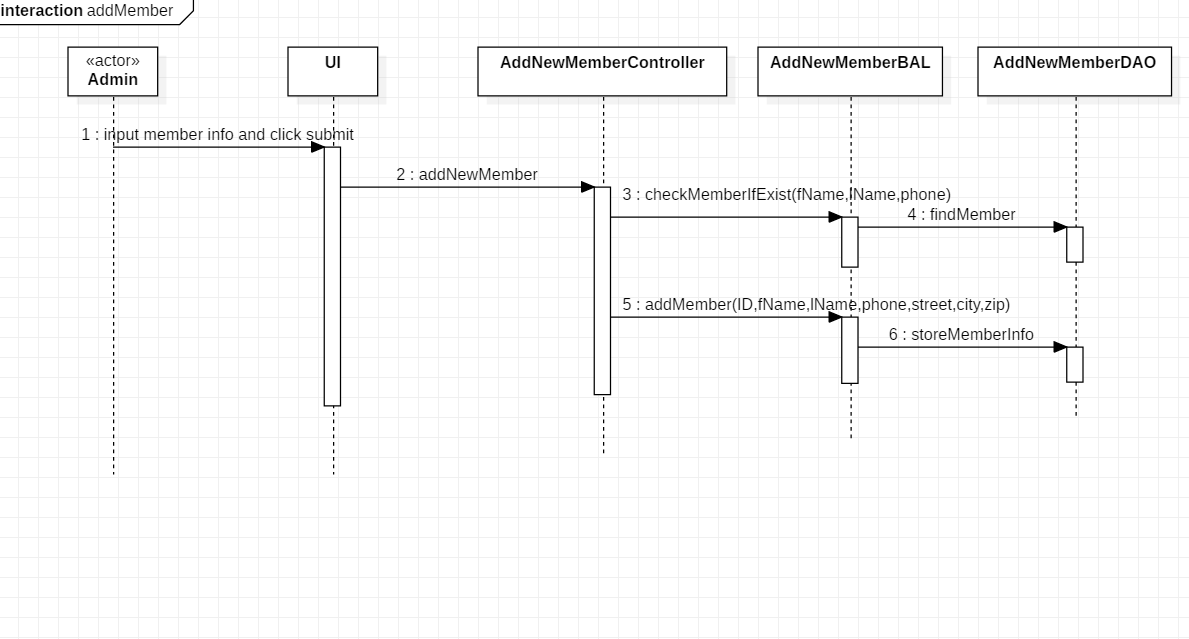 interaction addMember
«actor»
Admin
UI
AddNewMemberController
AddNewMemberBAL
AddNewMemberDAO
1 : input member info and click submit
2 : addNewMember
3 : checkMemberIfExist(fName,lName,phone)
4 : findMember
5 : addMember(ID,fName,lName,phone,street,city,zip)
6 : storeMemberInfo